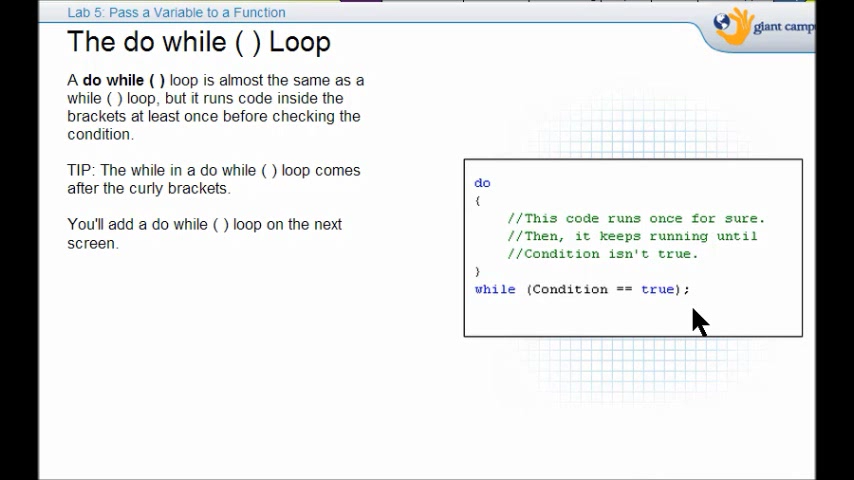 Lab 5: Pass a Variable to a Function
The do while ( ) Loop
giant camp
A do while ( ) loop is almost the same as a
while ( ) loop, but it runs code inside the
brackets at least once before checking the
condition.
TIP: The while in a do while ( ) loop comes
after the curly brackets.
You'll add a do while ( ) loop on the next
screen.
do
{
//This code runs once for sure.
//Then, it keeps running until
//Condition isn't true.
}
while (Condition == true);